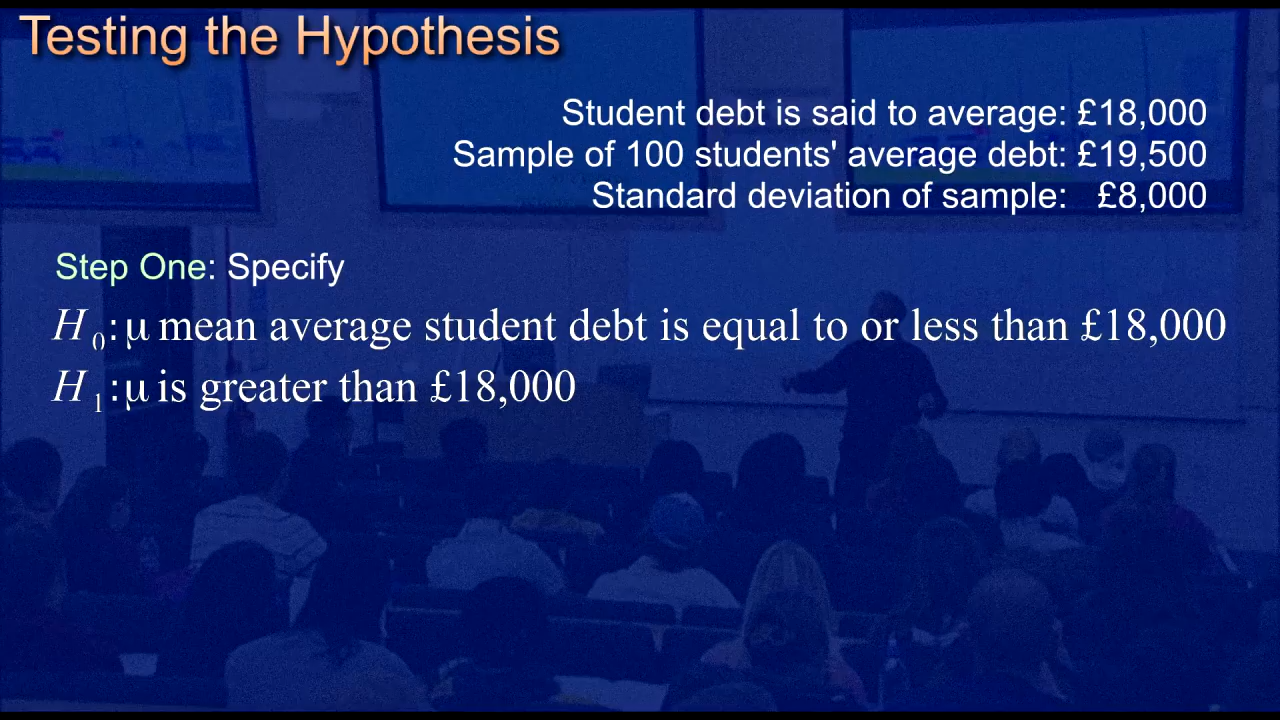 Testing the Hypothesis
Student debt is said to average: £18,000
Sample of 100 students' average debt: £19,500
Standard deviation of sample: £8,000
Step One: Specify
H₀: μ mean average student debt is equal to or less than £18,000
H₁: μ is greater than £18,000